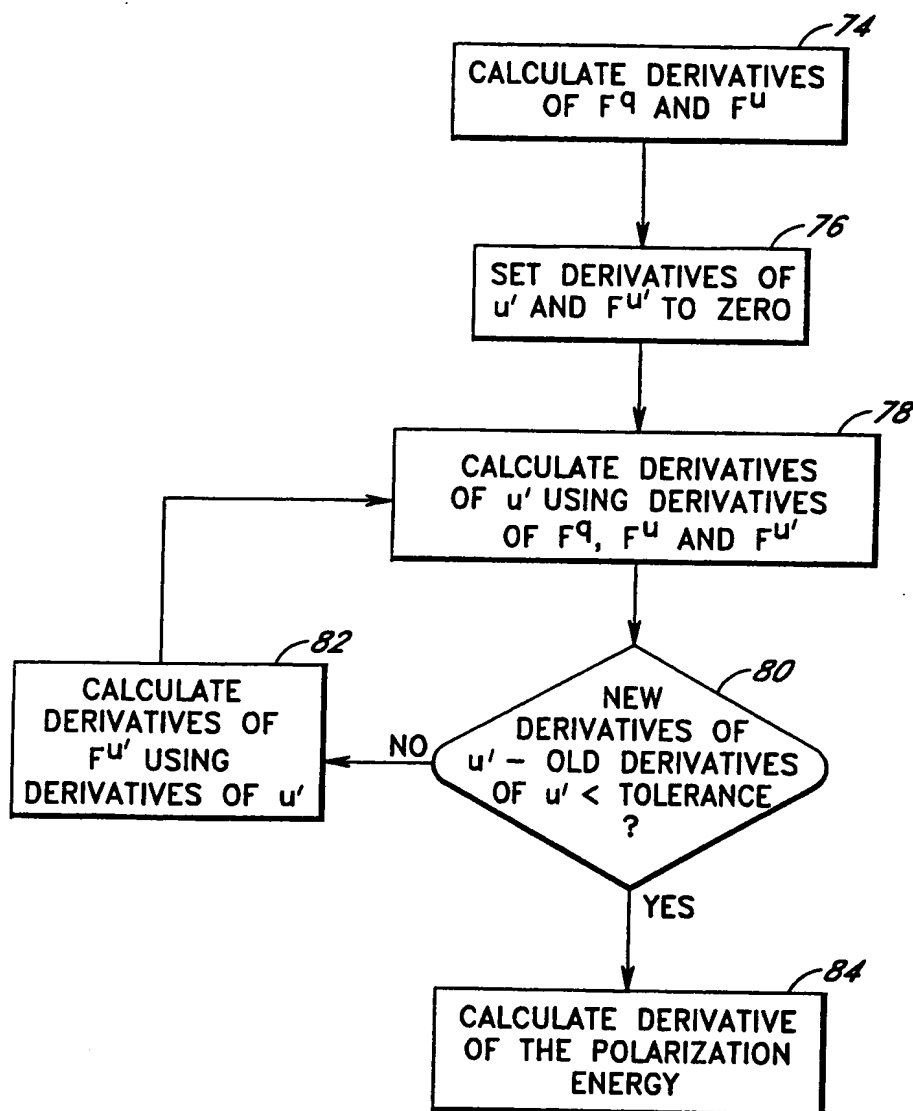 74
CALCULATE DERIVATIVES
OF F^q AND F^u
76
SET DERIVATIVES OF
u' AND F^u' TO ZERO
78
CALCULATE DERIVATIVES
OF u' USING DERIVATIVES
OF F^q, F^u AND F^u'
80
NEW
DERIVATIVES OF
u' – OLD DERIVATIVES
OF u' < TOLERANCE
?
NO
82
CALCULATE
DERIVATIVES OF
F^u' USING
DERIVATIVES OF u'
YES
84
CALCULATE DERIVATIVE
OF THE POLARIZATION
ENERGY